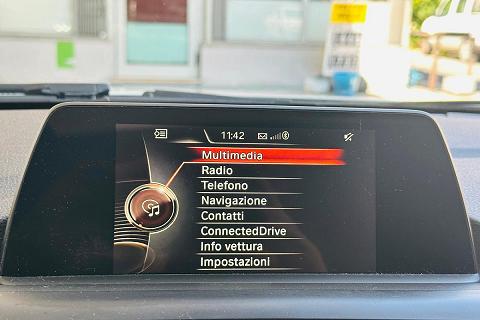 11:42
Multimedia
Radio
Telefono
Navigazione
Contatti
ConnectedDrive
Info vettura
Impostazioni